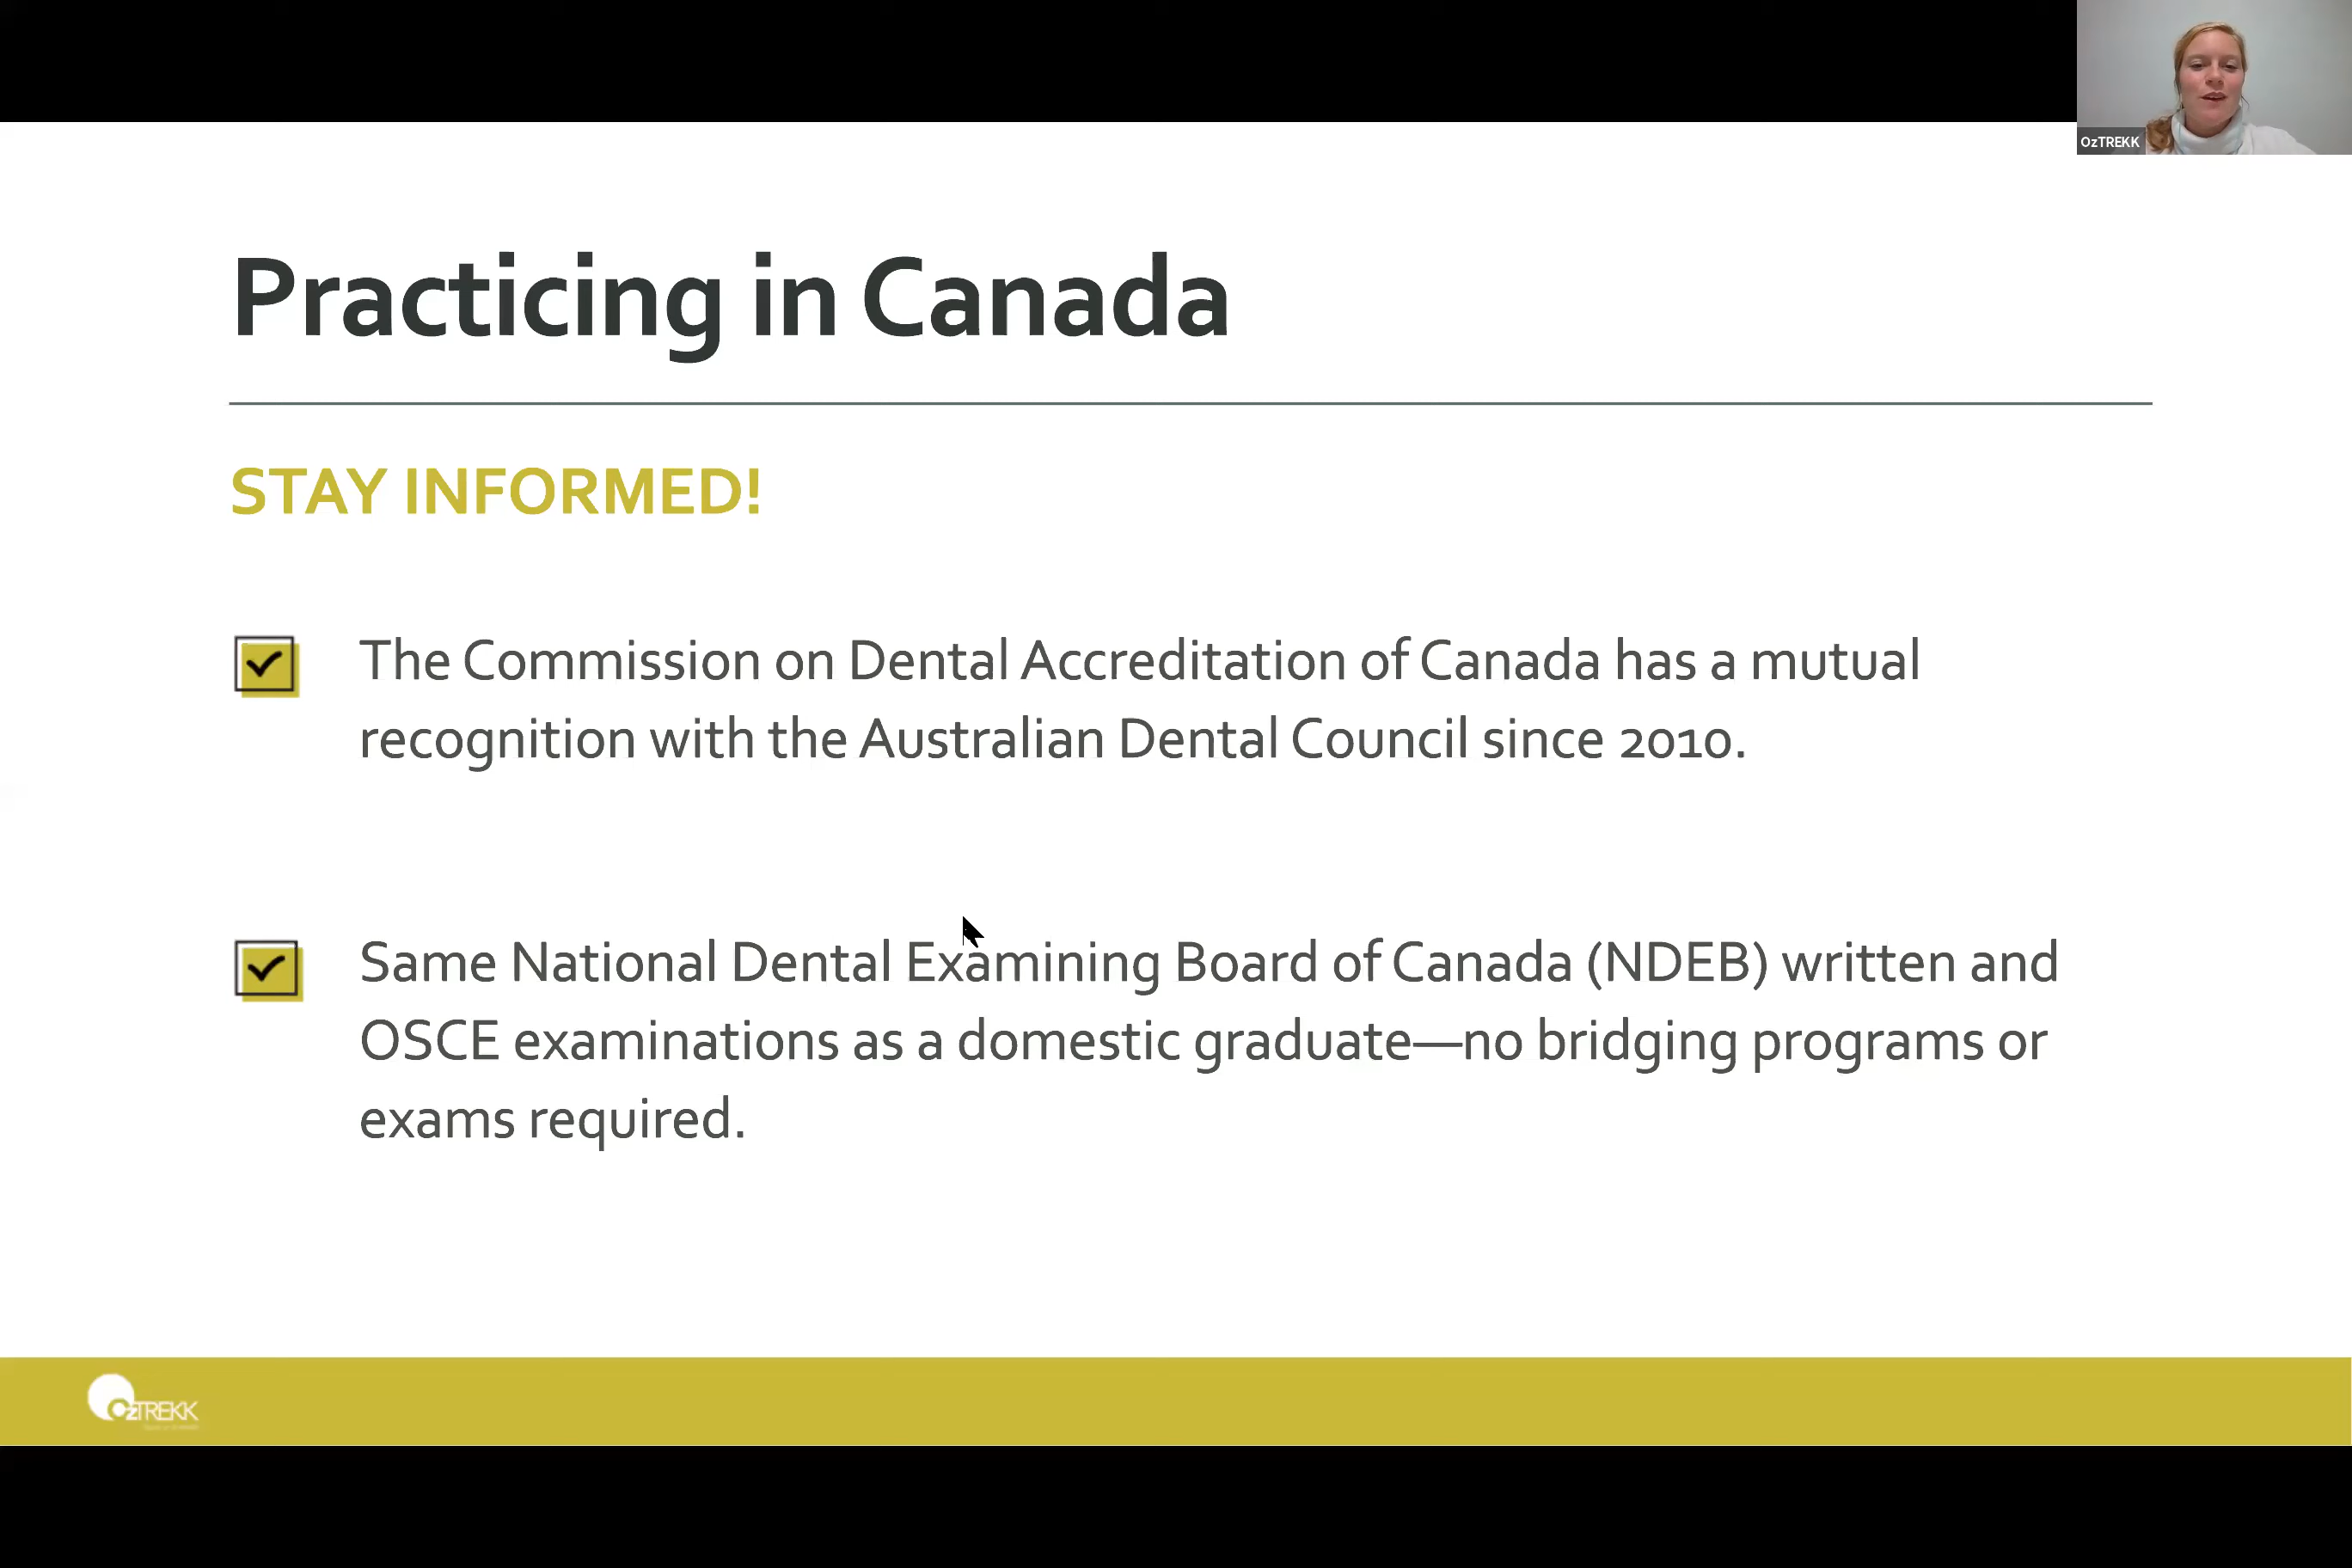 OzTREKK
Practicing in Canada
STAY INFORMED!
The Commission on Dental Accreditation of Canada has a mutual
recognition with the Australian Dental Council since 2010.
Same National Dental Examining Board of Canada (NDEB) written and
OSCE examinations as a domestic graduate—no bridging programs or
exams required.
OzTREKK